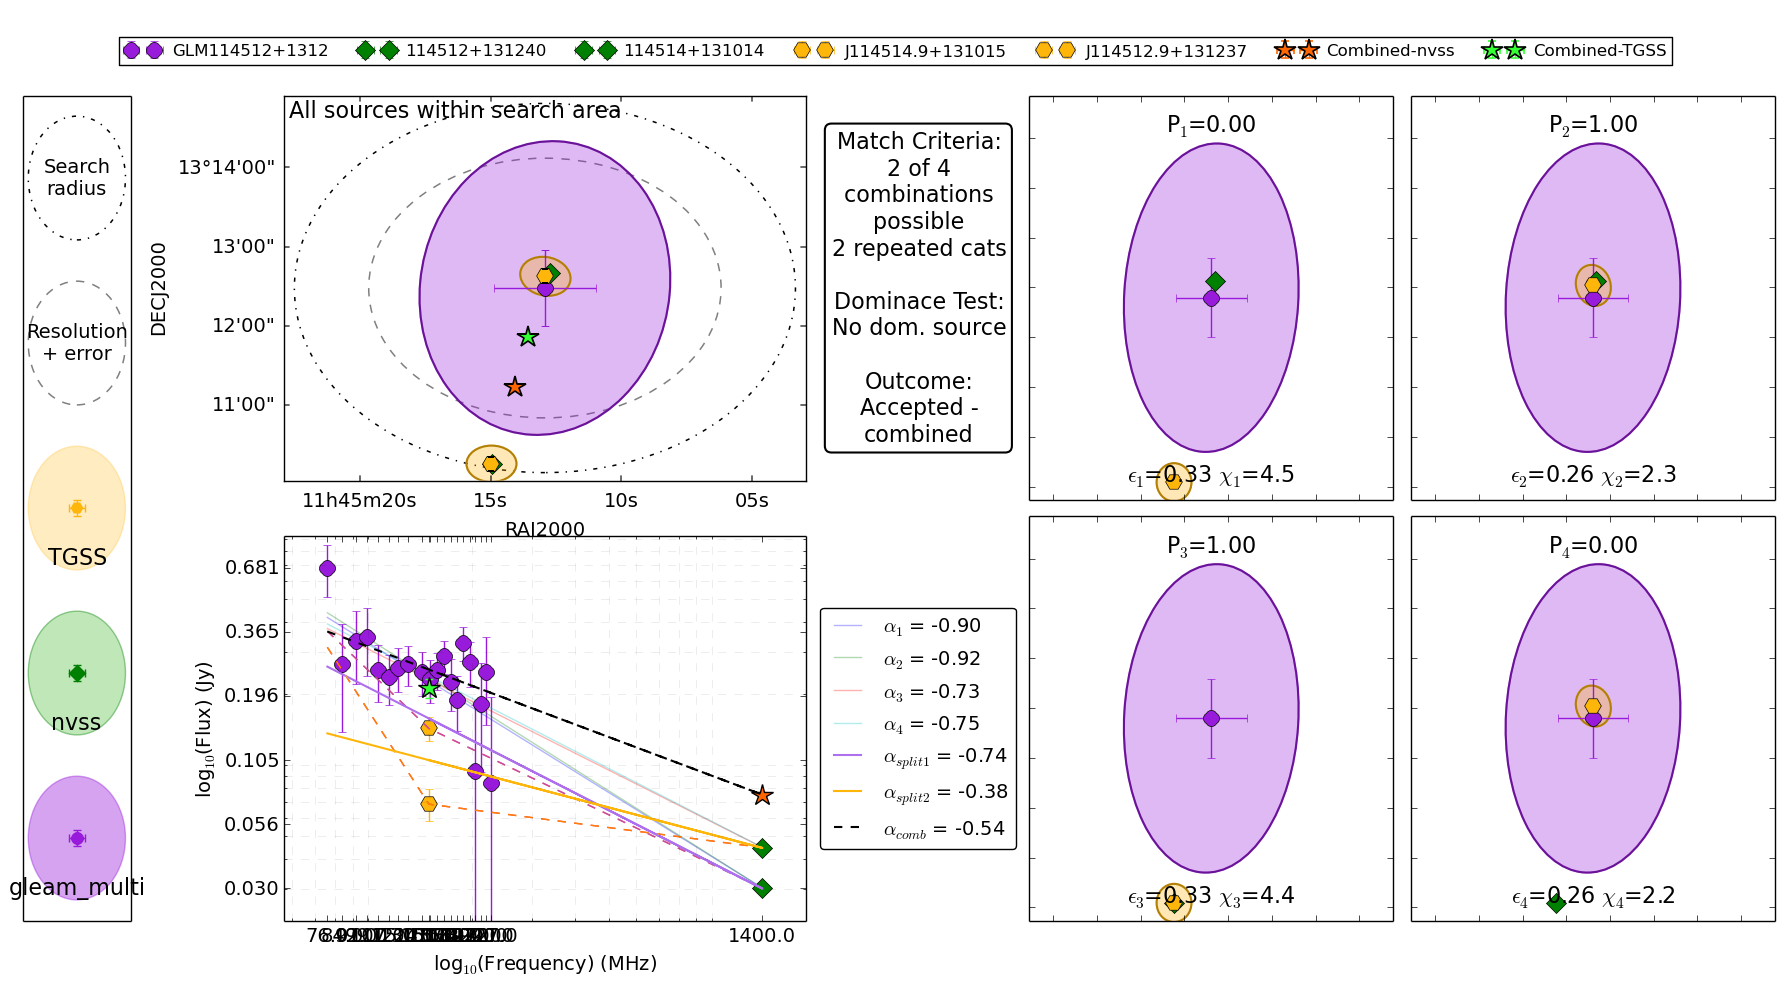 GLM114512+1312 114512+131240 114514+131014 J114514.9+131015 J114512.9+131237 Combined-nvss Combined-TGSS
Search
radius
Resolution
+ error
TGSS
nvss
gleam_multi
All sources within search area
DECJ2000
13°14'00"
13'00"
12'00"
11'00"
11h45m20s 15s 10s 05s
RAJ2000
Match Criteria:
2 of 4
combinations
possible
2 repeated cats
Dominace Test:
No dom. source
Outcome:
Accepted -
combined
P1=0.00
ϵ1=0.33 χ1=4.5
P2=1.00
ϵ2=0.26 χ2=2.3
log10(Flux) (Jy)
0.681
0.365
0.196
0.105
0.056
0.030
1400.0
log10(Frequency) (MHz)
α1 = -0.90
α2 = -0.92
α3 = -0.73
α4 = -0.75
αsplit1 = -0.74
αsplit2 = -0.38
αcomb = -0.54
P3=1.00
ϵ3=0.33 χ3=4.4
P4=0.00
ϵ4=0.26 χ4=2.2